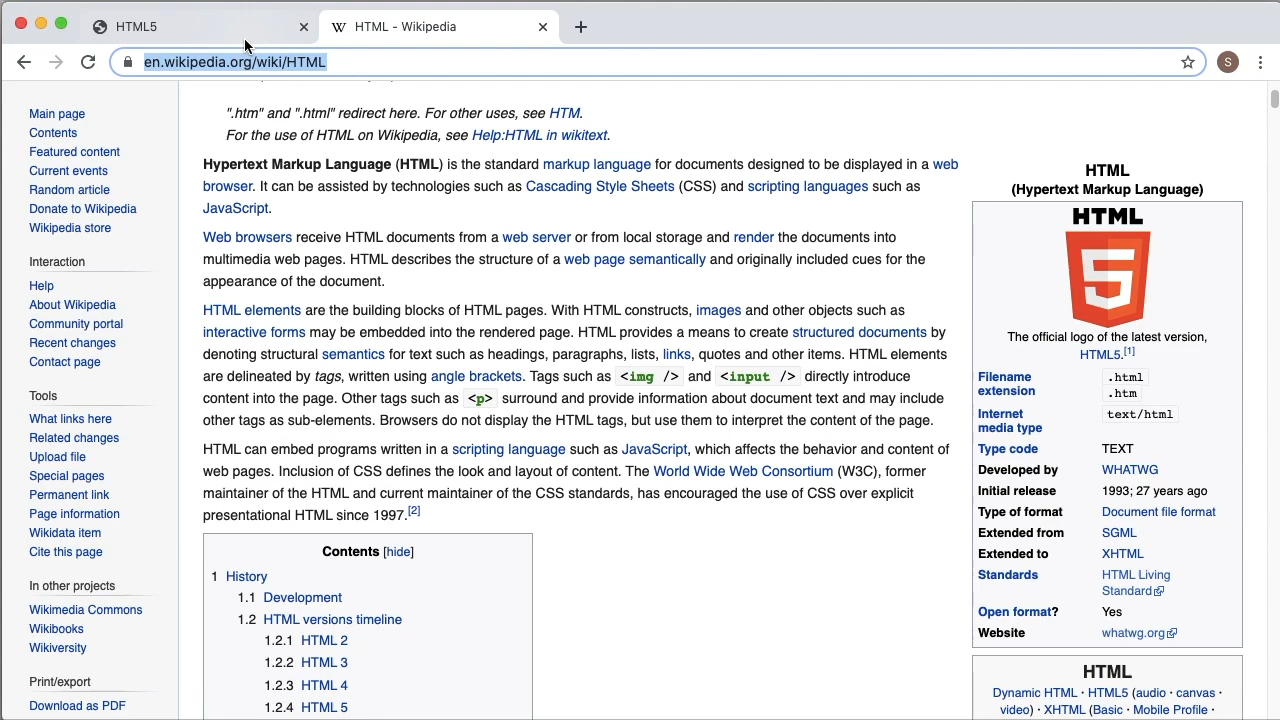 HTML5
HTML - Wikipedia
en.wikipedia.org/wiki/HTML
S
Main page
Contents
Featured content
Current events
Random article
Donate to Wikipedia
Wikipedia store
Interaction
Help
About Wikipedia
Community portal
Recent changes
Contact page
Tools
What links here
Related changes
Upload file
Special pages
Permanent link
Page information
Wikidata item
Cite this page
In other projects
Wikimedia Commons
Wikibooks
Wikiversity
Print/export
Download as PDF
".htm" and ".html" redirect here. For other uses, see HTM.
For the use of HTML on Wikipedia, see Help:HTML in wikitext.
Hypertext Markup Language (HTML) is the standard markup language for documents designed to be displayed in a web
browser. It can be assisted by technologies such as Cascading Style Sheets (CSS) and scripting languages such as
JavaScript.
Web browsers receive HTML documents from a web server or from local storage and render the documents into
multimedia web pages. HTML describes the structure of a web page semantically and originally included cues for the
appearance of the document.
HTML elements are the building blocks of HTML pages. With HTML constructs, images and other objects such as
interactive forms may be embedded into the rendered page. HTML provides a means to create structured documents by
denoting structural semantics for text such as headings, paragraphs, lists, links, quotes and other items. HTML elements
are delineated by tags, written using angle brackets. Tags such as <img /> and <input /> directly introduce
content into the page. Other tags such as <p> surround and provide information about document text and may include
other tags as sub-elements. Browsers do not display the HTML tags, but use them to interpret the content of the page.
HTML can embed programs written in a scripting language such as JavaScript, which affects the behavior and content of
web pages. Inclusion of CSS defines the look and layout of content. The World Wide Web Consortium (W3C), former
maintainer of the HTML and current maintainer of the CSS standards, has encouraged the use of CSS over explicit
presentational HTML since 1997.[2]
Contents [hide]
1 History
1.1 Development
1.2 HTML versions timeline
1.2.1 HTML 2
1.2.2 HTML 3
1.2.3 HTML 4
1.2.4 HTML 5
HTML
(Hypertext Markup Language)
HTML
5
The official logo of the latest version,
HTML5.[1]
Filename .html
extension .htm
Internet text/html
media type
Type code TEXT
Developed by WHATWG
Initial release 1993; 27 years ago
Type of format Document file format
Extended from SGML
Extended to XHTML
Standards HTML Living
Standard
Open format? Yes
Website whatwg.org
HTML
Dynamic HTML · HTML5 (audio · canvas ·
video) · XHTML (Basic · Mobile Profile ·